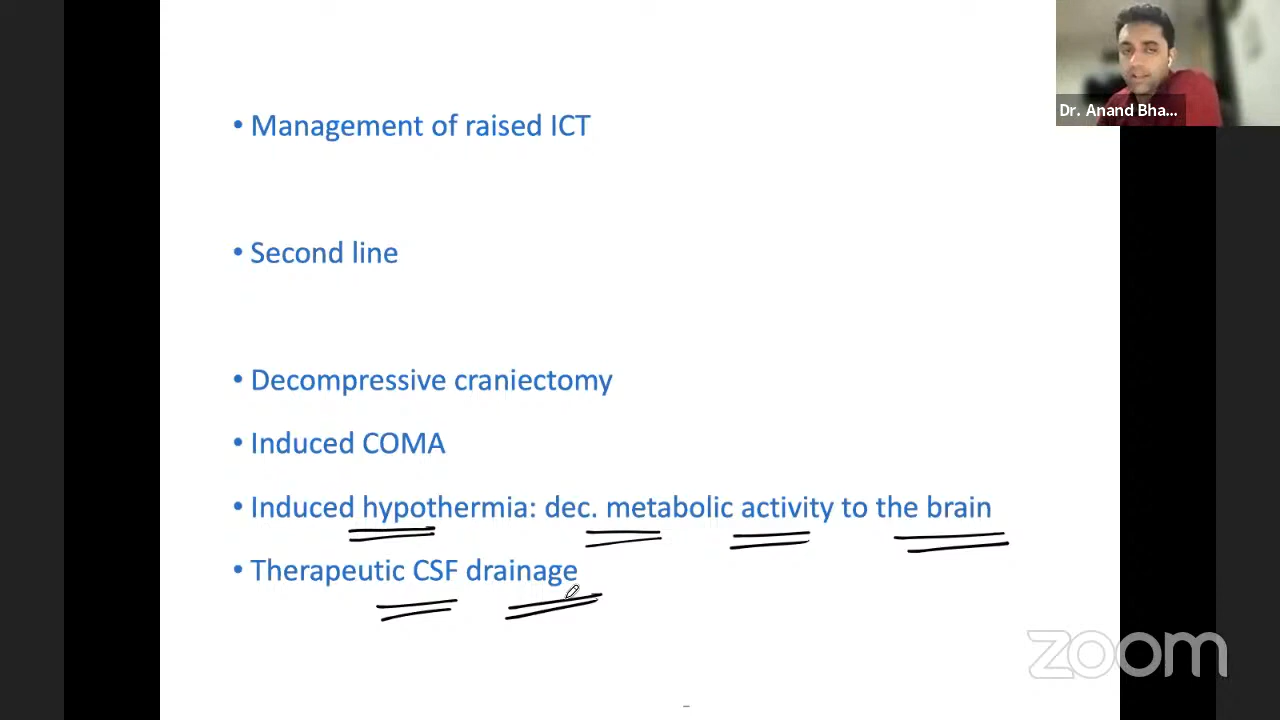 Dr. Anand Bha...
• Management of raised ICT
• Second line
• Decompressive craniectomy
• Induced COMA
• Induced hypothermia: dec. metabolic activity to the brain
• Therapeutic CSF drainage
zoom